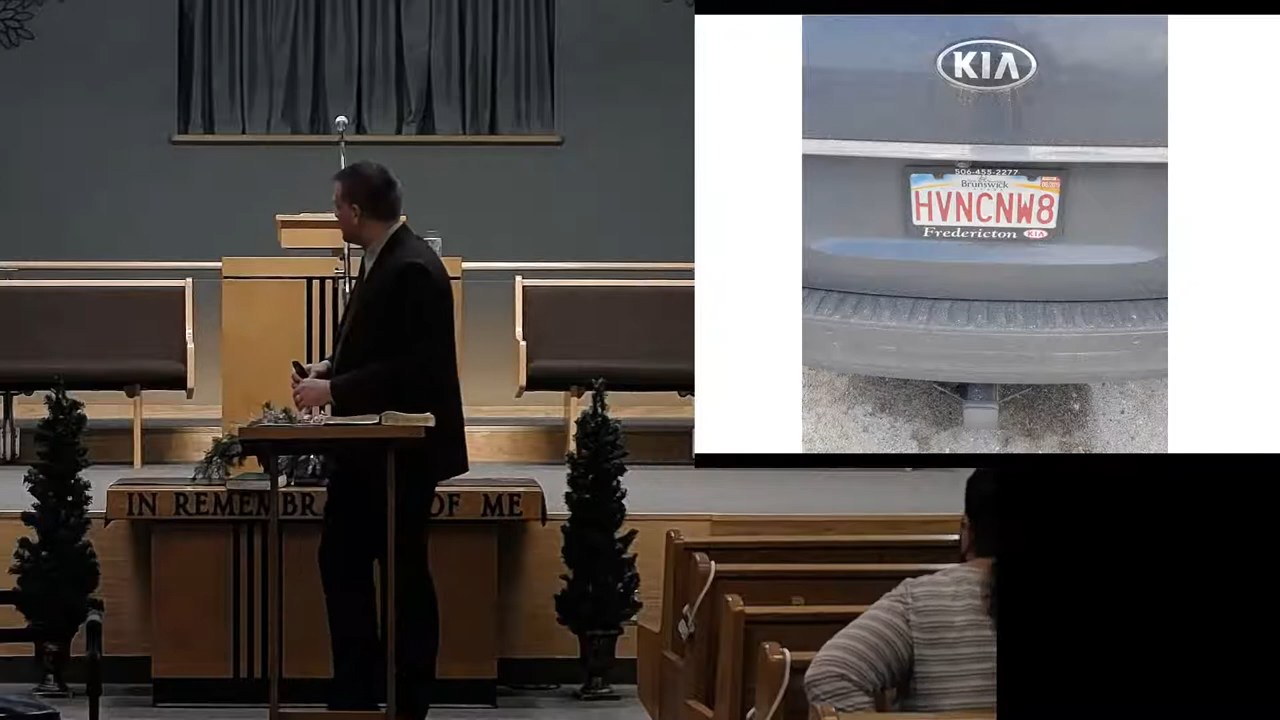 KIA
506-455-2277
Brunswick
HVNCNW8
Fredericton KIA
IN REMEMBR OF ME